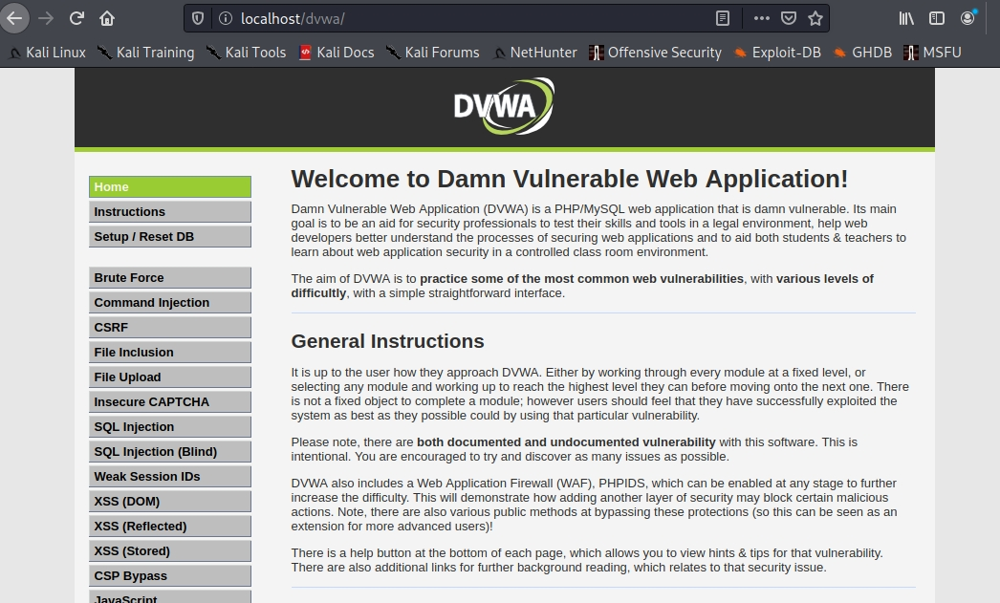 localhost/dvwa/
Kali Linux Kali Training Kali Tools Kali Docs Kali Forums NetHunter Offensive Security Exploit-DB GHDB MSFU
DVWA
Home
Instructions
Setup / Reset DB
Brute Force
Command Injection
CSRF
File Inclusion
File Upload
Insecure CAPTCHA
SQL Injection
SQL Injection (Blind)
Weak Session IDs
XSS (DOM)
XSS (Reflected)
XSS (Stored)
CSP Bypass
JavaScript
Welcome to Damn Vulnerable Web Application!
Damn Vulnerable Web Application (DVWA) is a PHP/MySQL web application that is damn vulnerable. Its main
goal is to be an aid for security professionals to test their skills and tools in a legal environment, help web
developers better understand the processes of securing web applications and to aid both students & teachers to
learn about web application security in a controlled class room environment.
The aim of DVWA is to practice some of the most common web vulnerabilities, with various levels of
difficultly, with a simple straightforward interface.
General Instructions
It is up to the user how they approach DVWA. Either by working through every module at a fixed level, or
selecting any module and working up to reach the highest level they can before moving onto the next one. There
is not a fixed object to complete a module; however users should feel that they have successfully exploited the
system as best as they possible could by using that particular vulnerability.
Please note, there are both documented and undocumented vulnerability with this software. This is
intentional. You are encouraged to try and discover as many issues as possible.
DVWA also includes a Web Application Firewall (WAF), PHPIDS, which can be enabled at any stage to further
increase the difficulty. This will demonstrate how adding another layer of security may block certain malicious
actions. Note, there are also various public methods at bypassing these protections (so this can be seen as an
extension for more advanced users)!
There is a help button at the bottom of each page, which allows you to view hints & tips for that vulnerability.
There are also additional links for further background reading, which relates to that security issue.